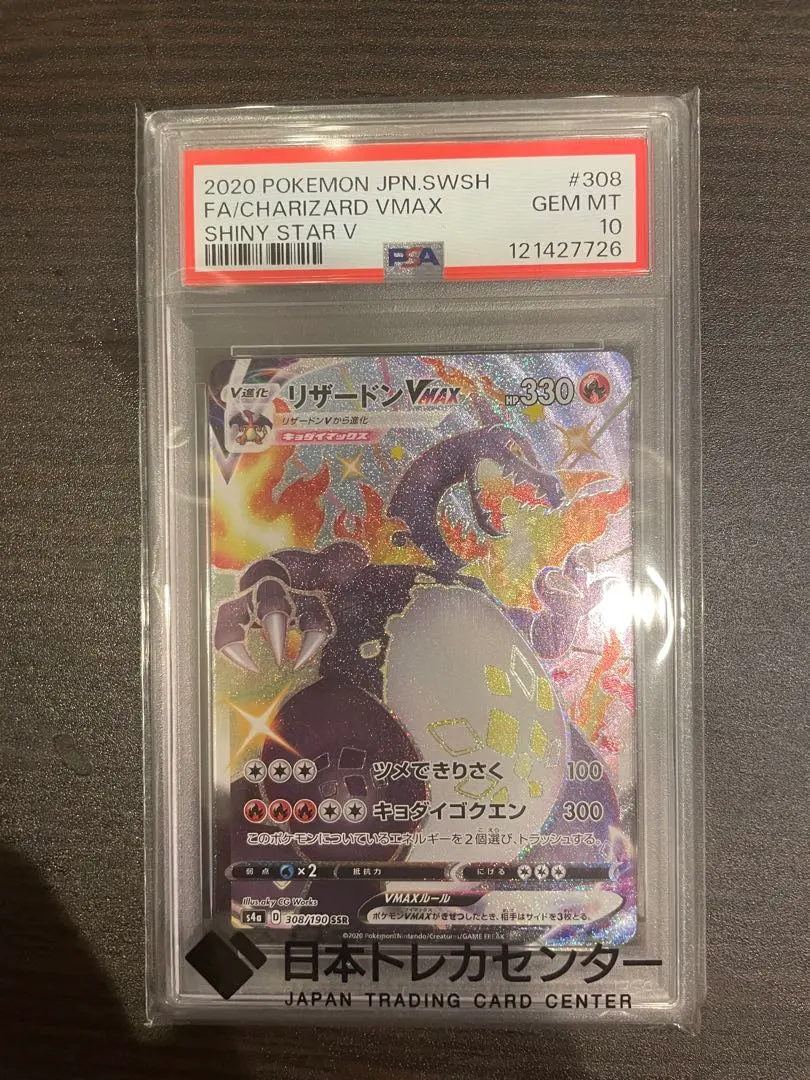 2020 POKEMON JPN.SWSH #308
FA/CHARIZARD VMAX GEM MT
SHINY STAR V 10
PSA 121427726
V進化 リザードンVMAX HP330
リザードンVから進化
キョダイマックス
ツメできりさく 100
キョダイゴクエン 300
このポケモンについているエネルギーを2個選び、トラッシュする。
弱点 ×2 抵抗力 にげる
Illus. aky CG Works VMAXルール
s4a D 308/190 SSR ポケモンVMAXがきぜつしたとき、相手はサイドを3枚とる。
©2020 Pokémon/Nintendo/Creatures/GAME FREAK
日本トレカセンター
JAPAN TRADING CARD CENTER